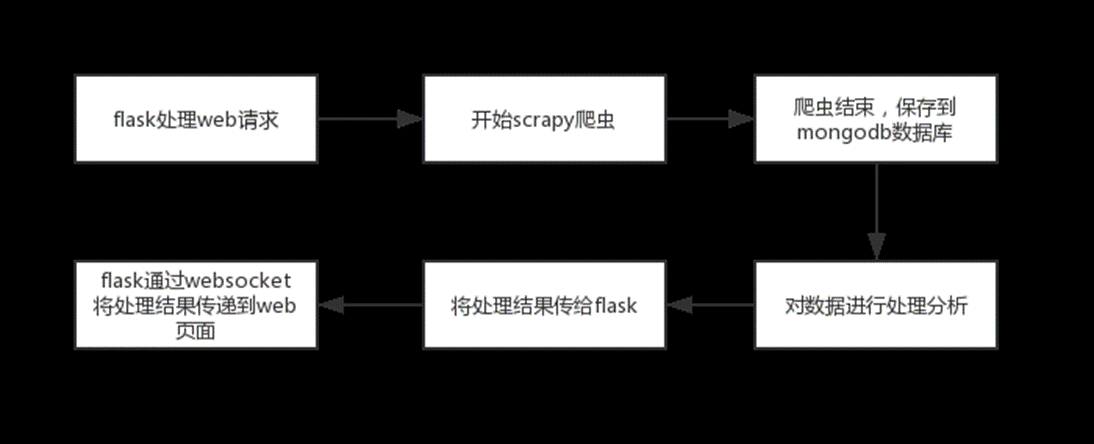 flask处理web请求
开始scrapy爬虫
爬虫结束，保存到
mongodb数据库
对数据进行处理分析
将处理结果传给flask
flask通过websocket
将处理结果传递到web
页面